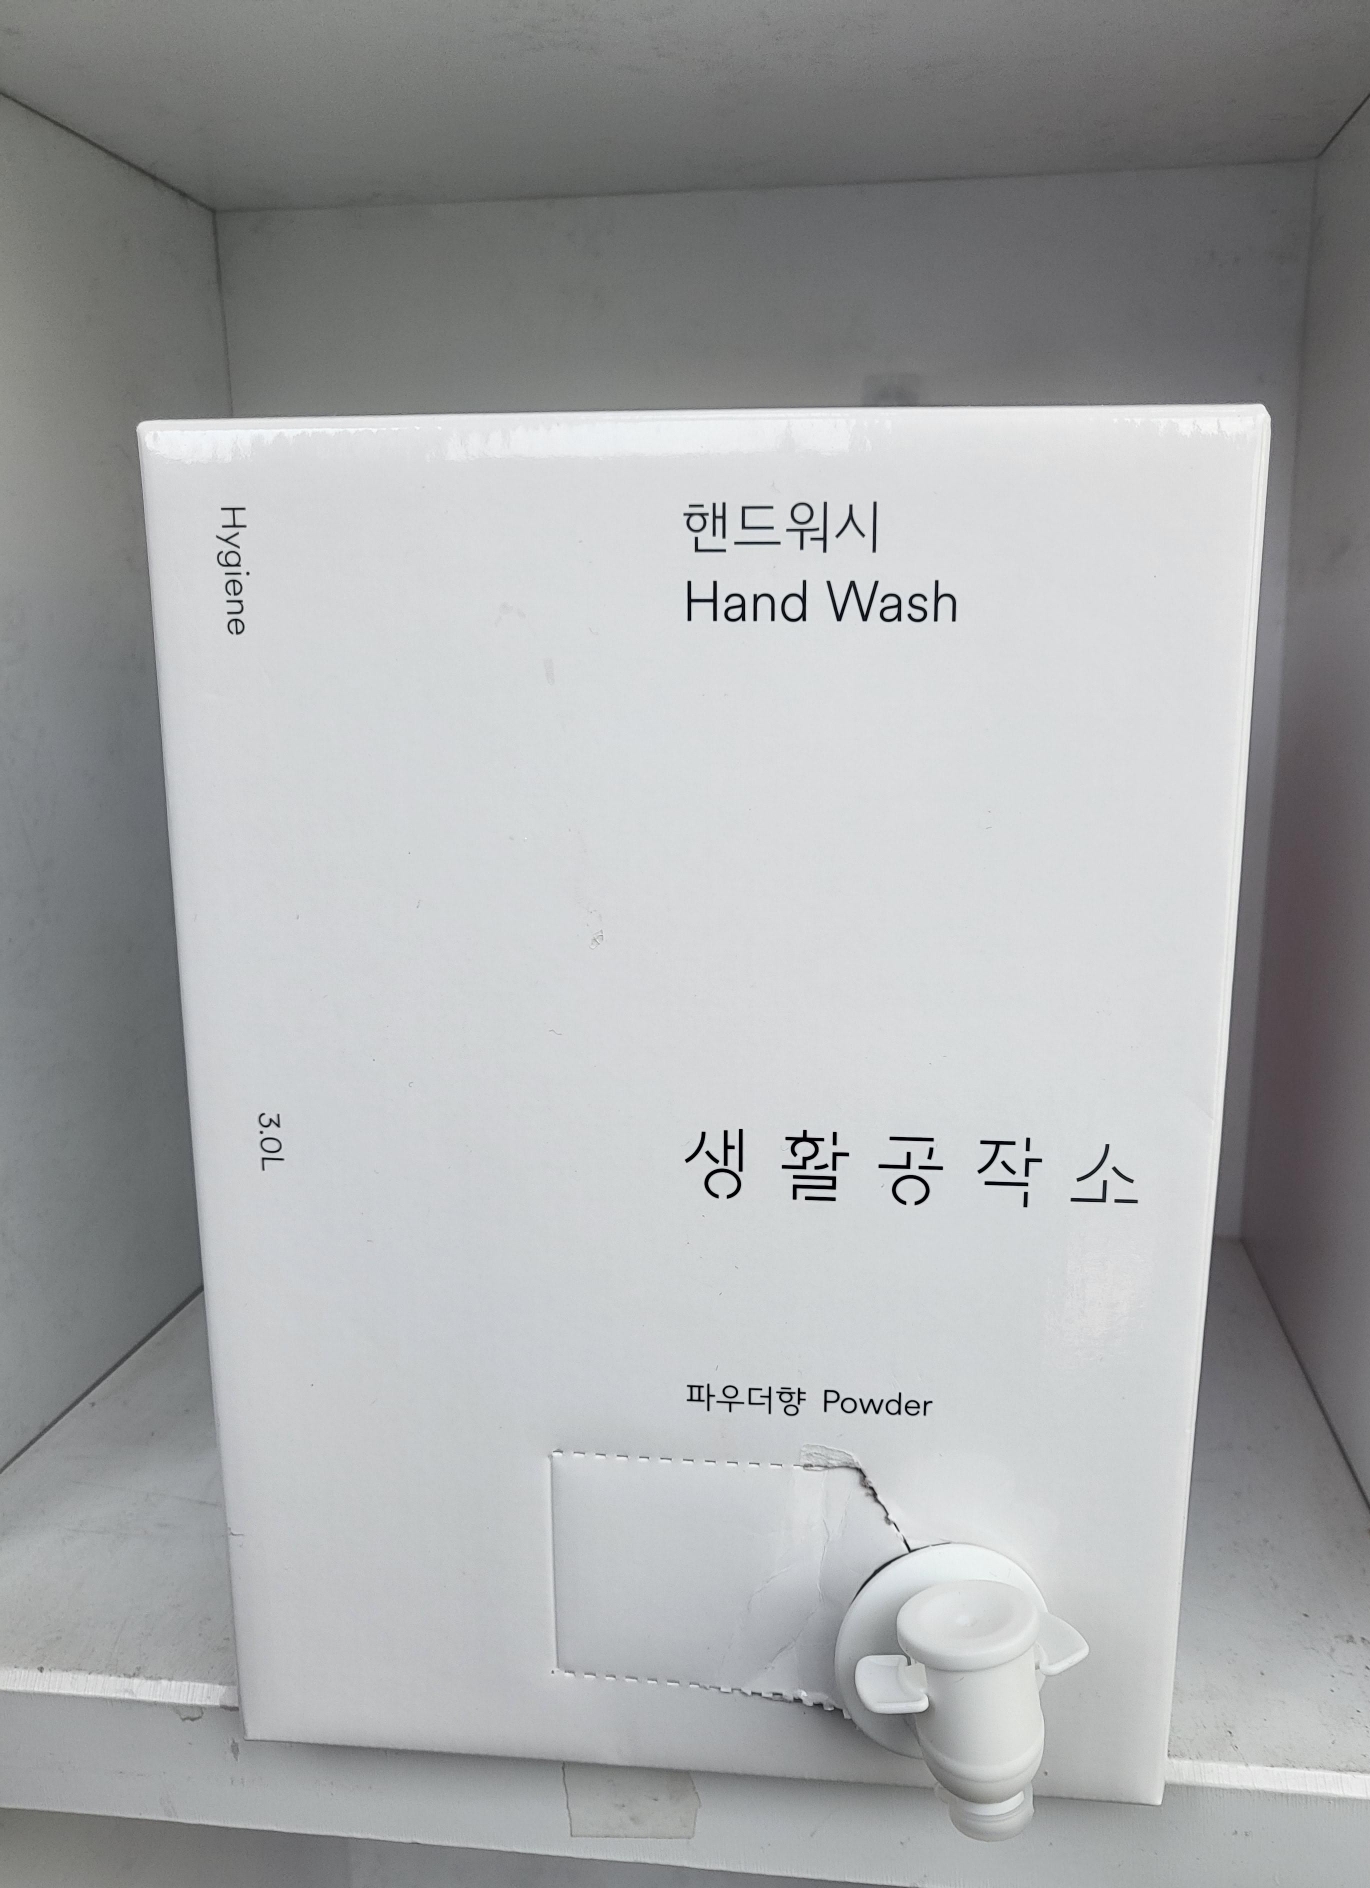 핸드워시
Hand Wash
Hygiene
3.0L
생활공작소
파우더향 Powder